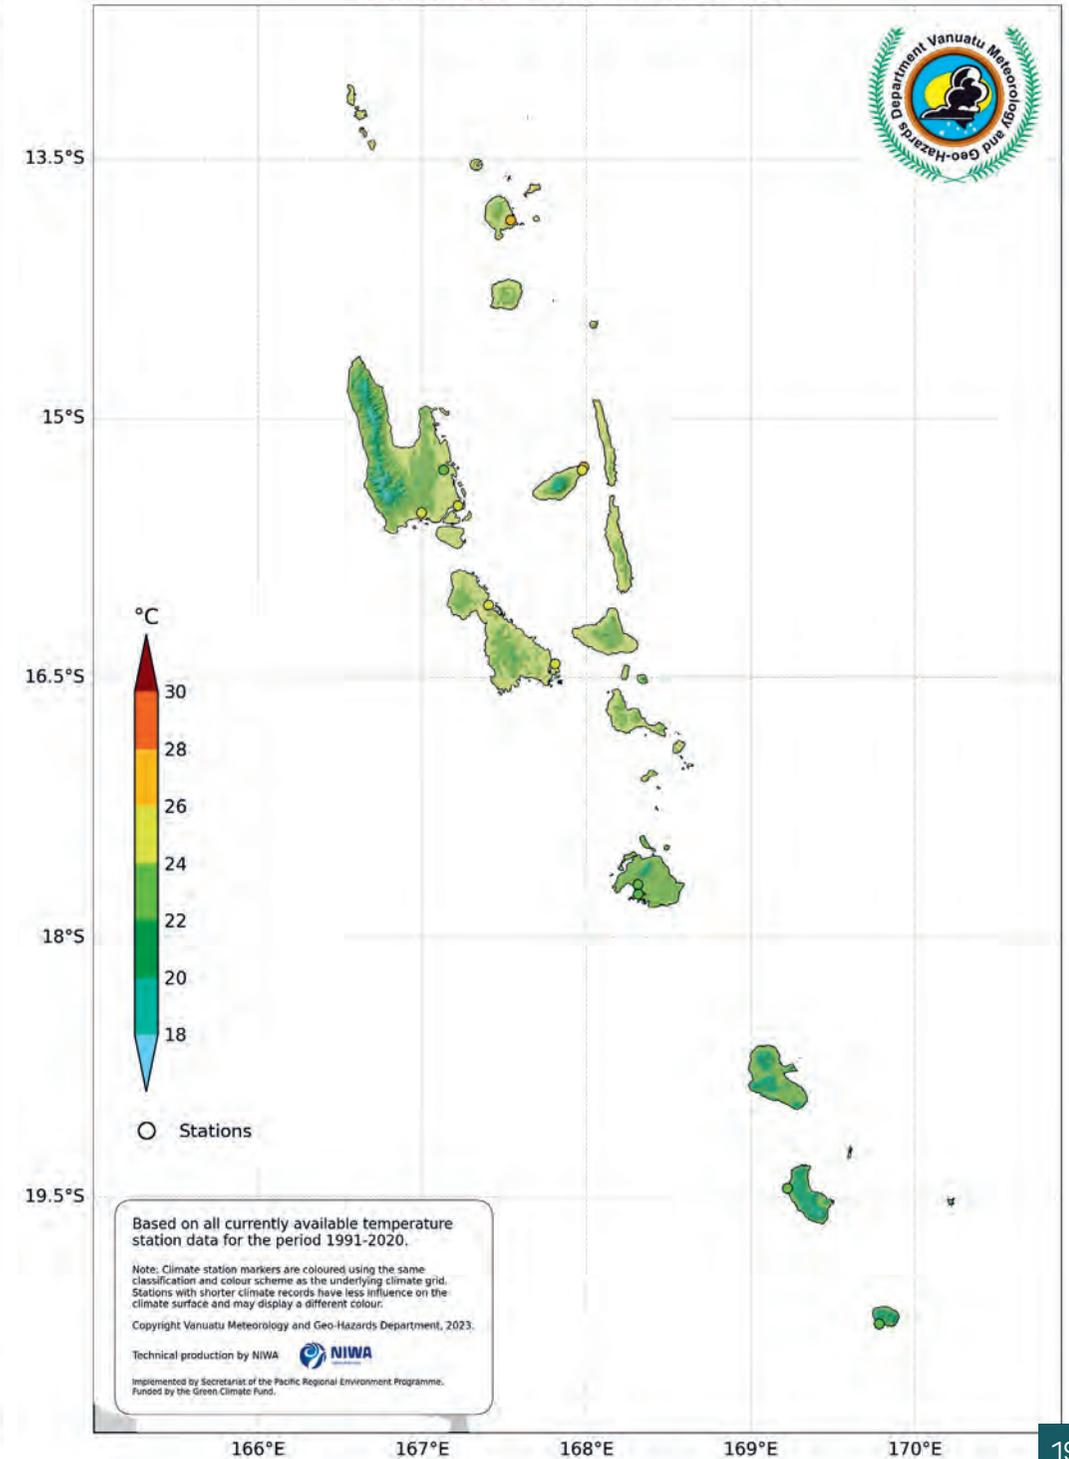 Vanuatu Meteorology and Geo-Hazards Department
13.5°S
15°S
16.5°S
18°S
19.5°S
°C
30
28
26
24
22
20
18
Stations
Based on all currently available temperature
station data for the period 1991-2020.
Note: Climate station markers are coloured using the same
classification and colour scheme as the underlying climate grid.
Stations with shorter climate records have less influence on the
climate surface and may display a different colour.
Copyright Vanuatu Meteorology and Geo-Hazards Department, 2023.
Technical production by NIWA
NIWA
Implemented by Secretariat of the Pacific Regional Environment Programme.
Funded by the Green Climate Fund.
166°E
167°E
168°E
169°E
170°E